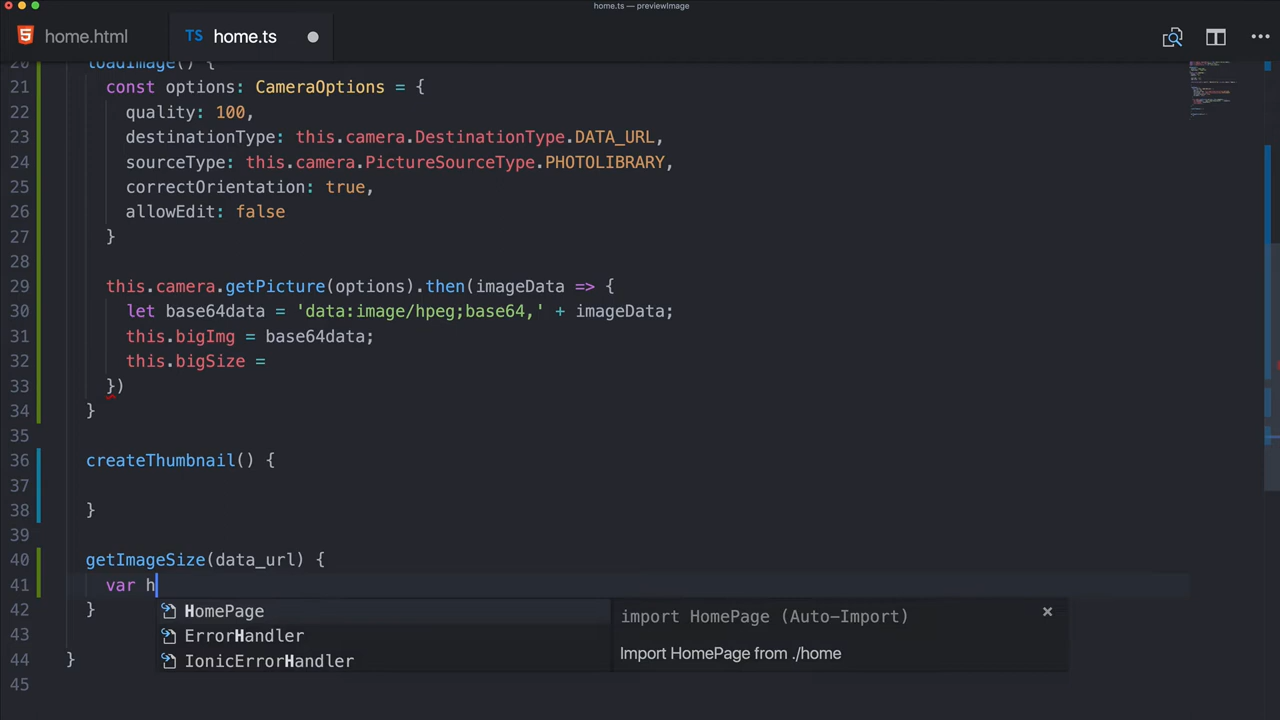 home.ts — previewImage
home.html
TS home.ts
20 loadImage() {
21 const options: CameraOptions = {
22 quality: 100,
23 destinationType: this.camera.DestinationType.DATA_URL,
24 sourceType: this.camera.PictureSourceType.PHOTOLIBRARY,
25 correctOrientation: true,
26 allowEdit: false
27 }
28
29 this.camera.getPicture(options).then(imageData => {
30 let base64data = 'data:image/hpeg;base64,' + imageData;
31 this.bigImg = base64data;
32 this.bigSize =
33 })
34 }
35
36 createThumbnail() {
37
38 }
39
40 getImageSize(data_url) {
41 var h
42 }
HomePage
import HomePage (Auto-Import)
ErrorHandler
IonicErrorHandler
Import HomePage from ./home
43
44 }
45